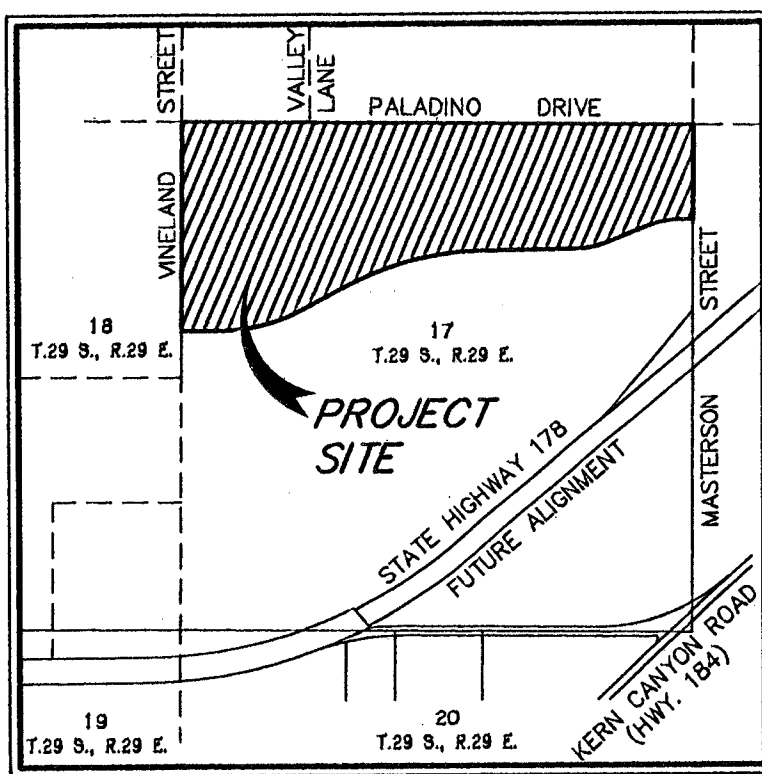 STREET
VINELAND
VALLEY
LANE
PALADINO DRIVE
18
T.29 S., R.29 E.
17
T.29 S., R.29 E.
PROJECT
SITE
STREET
MASTERSON
STATE HIGHWAY 178
FUTURE ALIGNMENT
KERN CANYON ROAD
(HWY. 184)
19
T.29 S., R.29 E.
20
T.29 S., R.29 E.